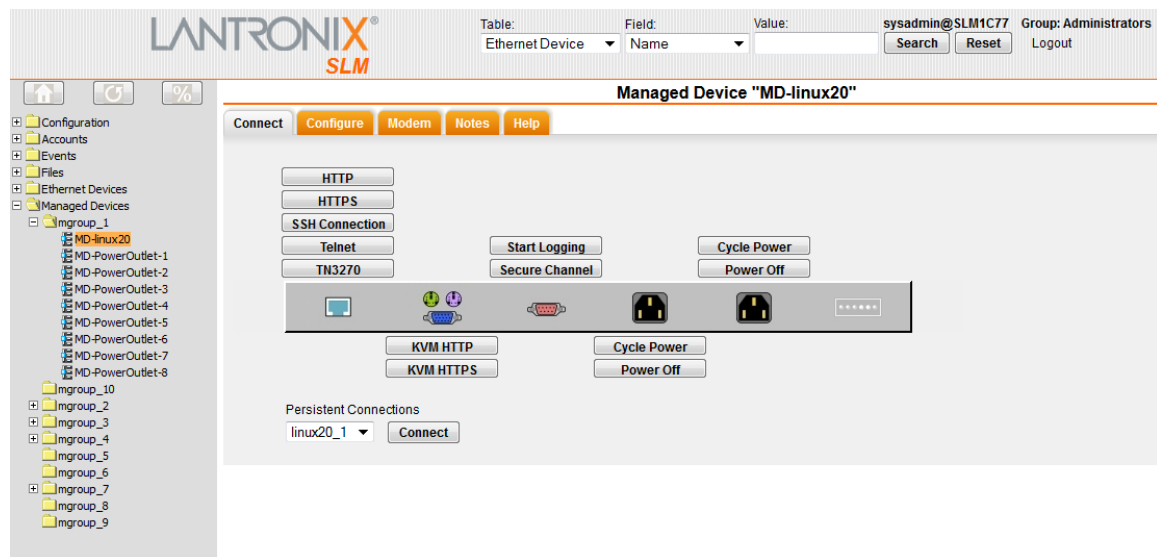 LANTRONIX®
SLM
Table: Field: Value: sysadmin@SLM1C77 Group: Administrators
Ethernet Device Name Search Reset Logout
%
Managed Device "MD-linux20"
Connect Configure Modem Notes Help
Configuration
Accounts
Events
Files
Ethernet Devices
Managed Devices
mgroup_1
MD-linux20
MD-PowerOutlet-1
MD-PowerOutlet-2
MD-PowerOutlet-3
MD-PowerOutlet-4
MD-PowerOutlet-5
MD-PowerOutlet-6
MD-PowerOutlet-7
MD-PowerOutlet-8
mgroup_10
mgroup_2
mgroup_3
mgroup_4
mgroup_5
mgroup_6
mgroup_7
mgroup_8
mgroup_9
HTTP
HTTPS
SSH Connection
Telnet Start Logging Cycle Power
TN3270 Secure Channel Power Off
KVM HTTP Cycle Power
KVM HTTPS Power Off
Persistent Connections
linux20_1 Connect